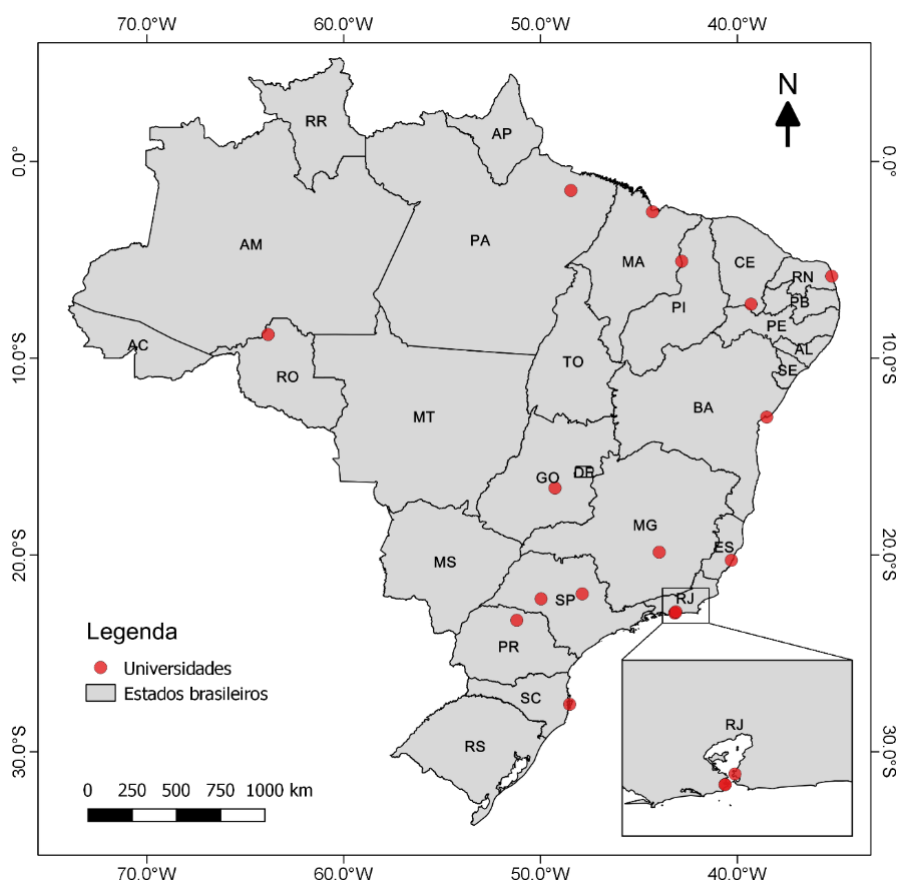 70.0°W 60.0°W 50.0°W 40.0°W
N
RR
AP
0.0° 0.0°
AM
PA
MA
CE
RN
PB
PI
PE
AC
AL
TO
SE
10.0°S 10.0°S
RO
BA
MT
GO DF
MG
ES
20.0°S 20.0°S
MS
SP
RJ
Legenda
PR
Universidades
Estados brasileiros
SC
RJ
RS
30.0°S 30.0°S
0 250 500 750 1000 km
70.0°W 60.0°W 50.0°W 40.0°W